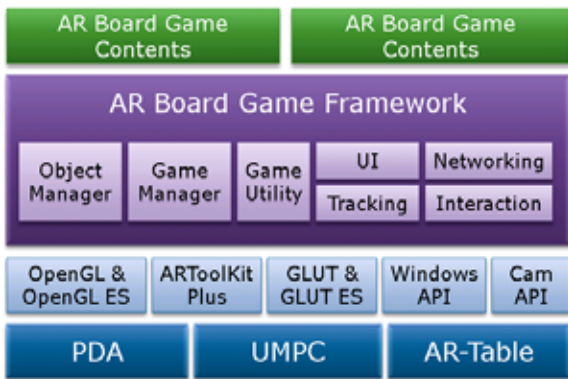 AR Board Game
Contents
AR Board Game
Contents
AR Board Game Framework
Object
Manager
Game
Manager
Game
Utility
UI
Networking
Tracking
Interaction
OpenGL &
OpenGL ES
ARToolKit
Plus
GLUT &
GLUT ES
Windows
API
Cam
API
PDA
UMPC
AR-Table